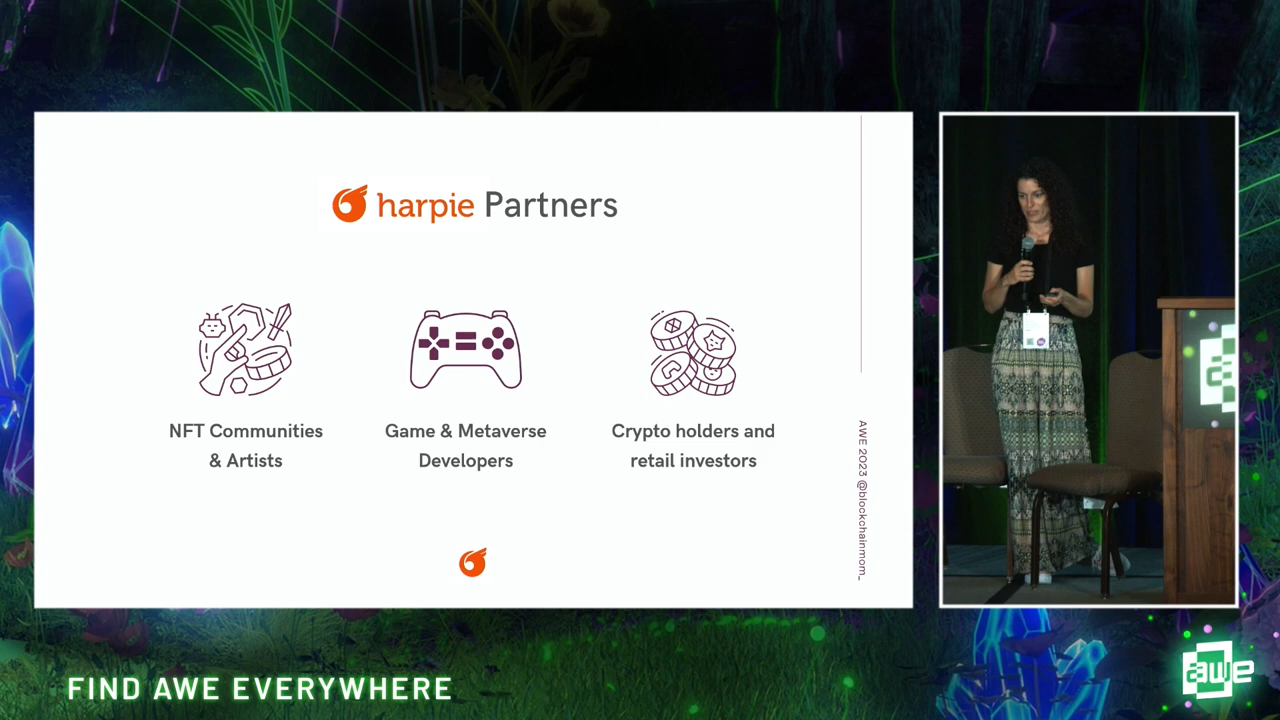 harpie Partners
NFT Communities
& Artists
Game & Metaverse
Developers
Crypto holders and
retail investors
AWE 2023 @blockchainmom_
FIND AWE EVERYWHERE
awe